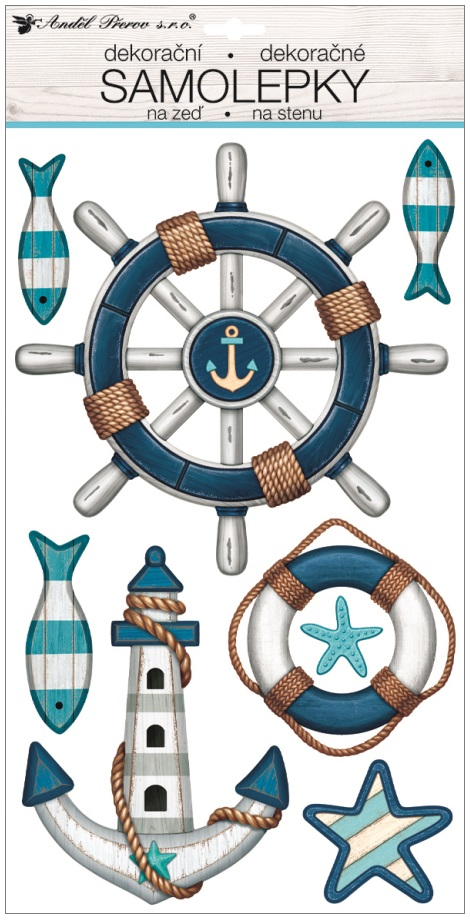 Anděl Přerov s.r.o.®
dekorační • dekoračné
SAMOLEPKY
na zeď • na stenu